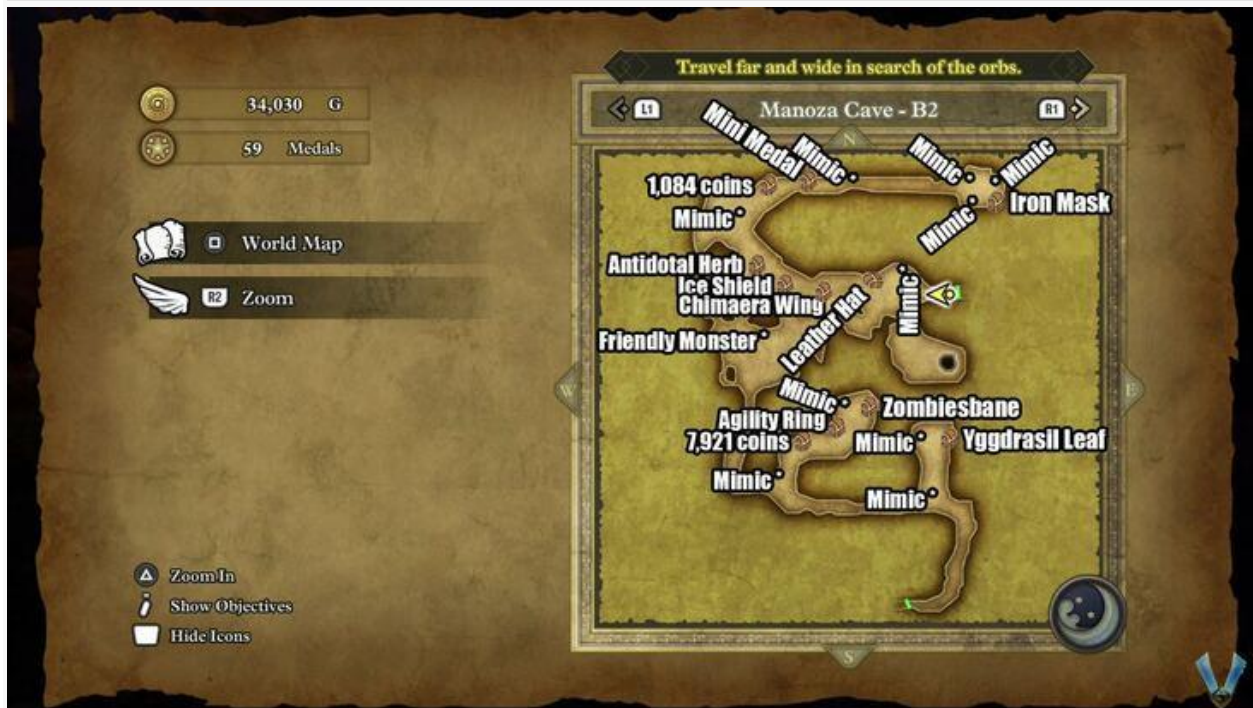 Travel far and wide in search of the orbs.
L1 Manoza Cave - B2 R1
34,030 G
59 Medals
World Map
R2 Zoom
Zoom In
Show Objectives
Hide Icons
N
Mini Medal
Mimic
Mimic
Mimic
1,084 coins
Iron Mask
Mimic
Mimic
Antidotal Herb
Ice Shield
Chimaera Wing
Leather Hat
Mimic
Friendly Monster
W
E
Mimic
Zombiesbane
Agility Ring
7,921 coins
Mimic
Yggdrasil Leaf
Mimic
Mimic
S